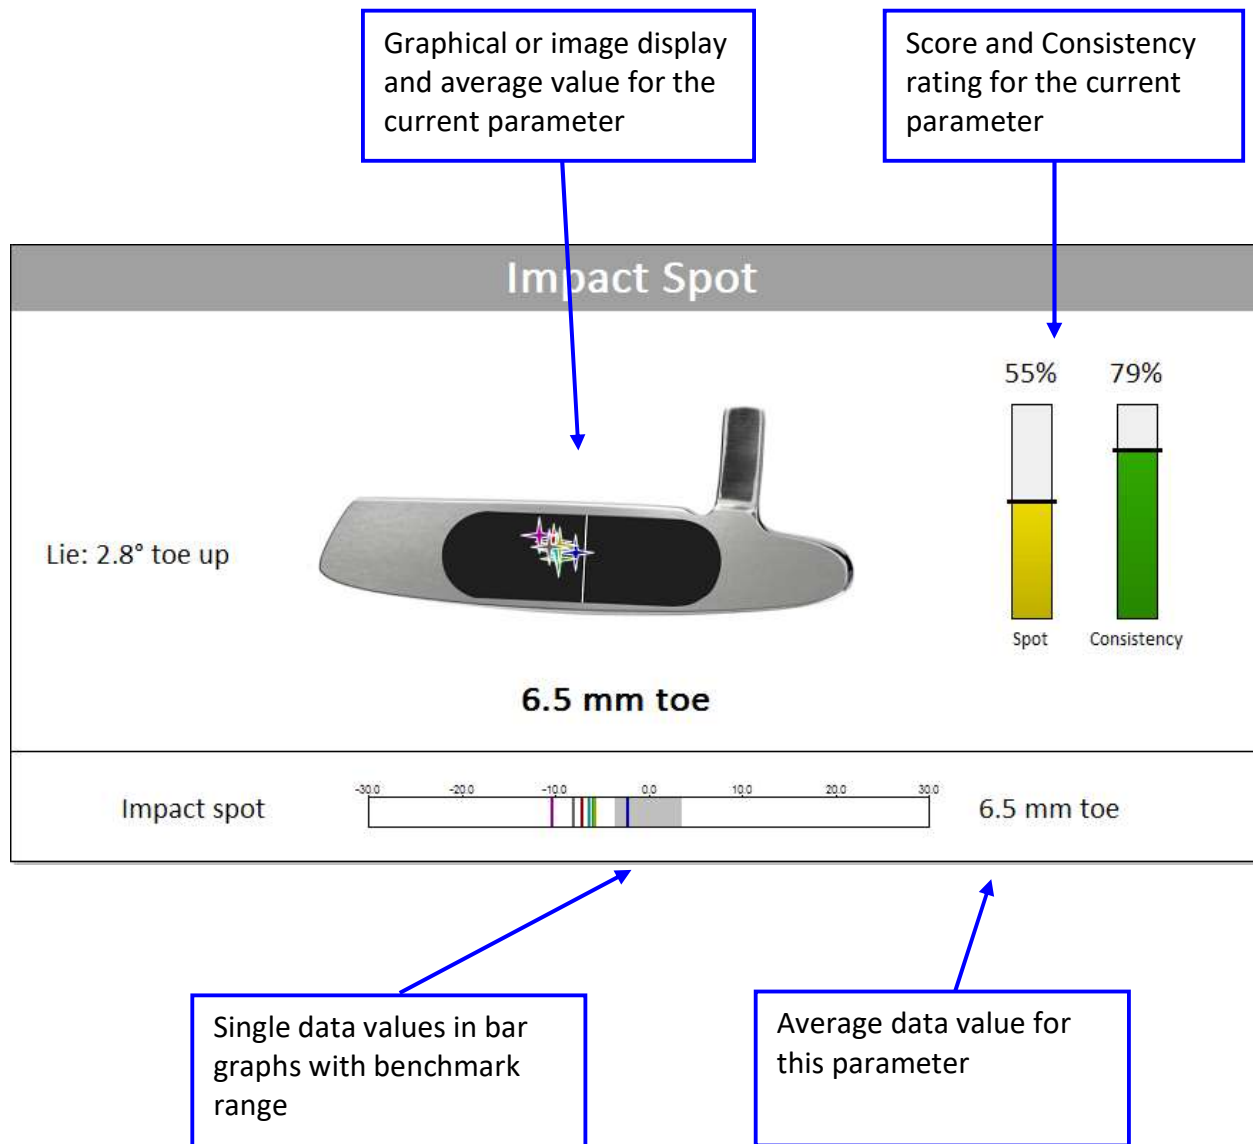 Graphical or image display
and average value for the
current parameter
Score and Consistency
rating for the current
parameter
Impact Spot
55% 79%
Lie: 2.8° toe up
Spot Consistency
6.5 mm toe
-30.0 -20.0 -10.0 0.0 10.0 20.0 30.0
Impact spot
6.5 mm toe
Single data values in bar
graphs with benchmark
range
Average data value for
this parameter